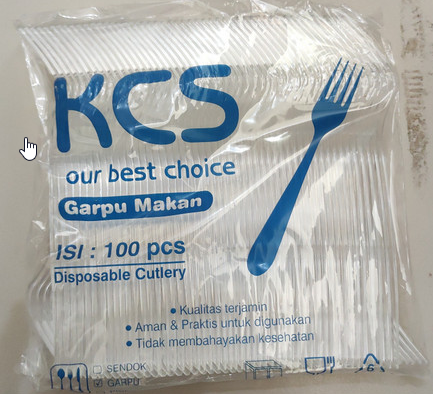 KCS
our best choice
Garpu Makan
ISI : 100 pcs
Disposable Cutlery
• Kualitas terjamin
• Aman & Praktis untuk digunakan
• Tidak membahayakan kesehatan
SENDOK
GARPU
6